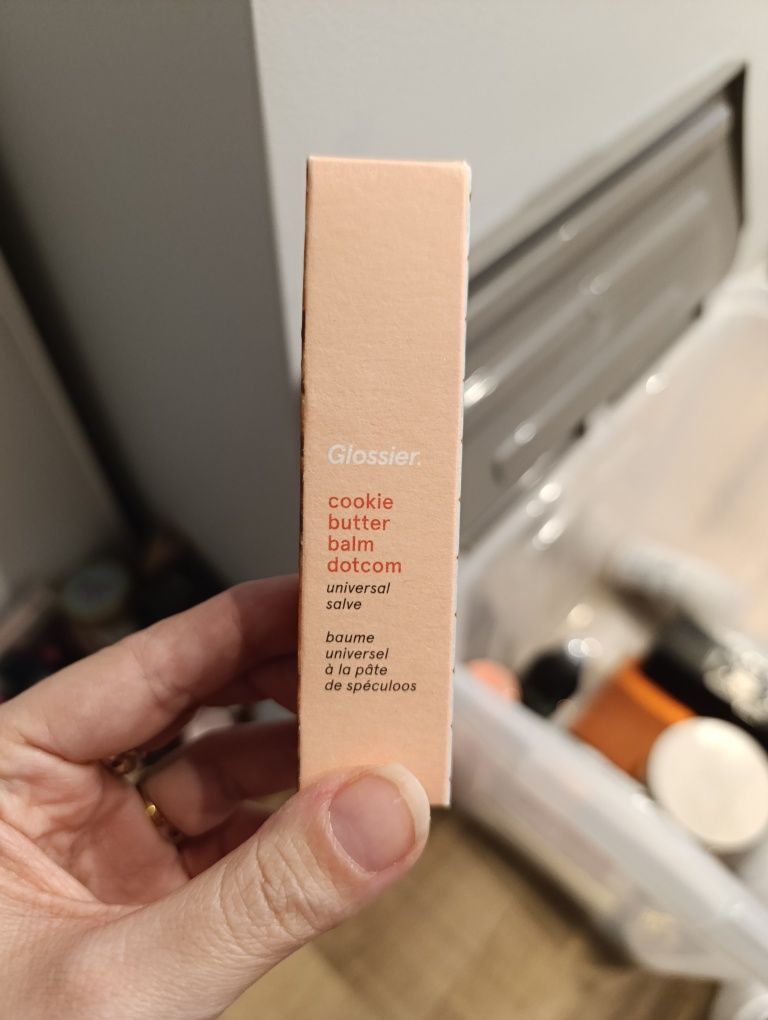 Glossier.
cookie
butter
balm
dotcom
universal
salve
baume
universel
à la pâte
de spéculoos